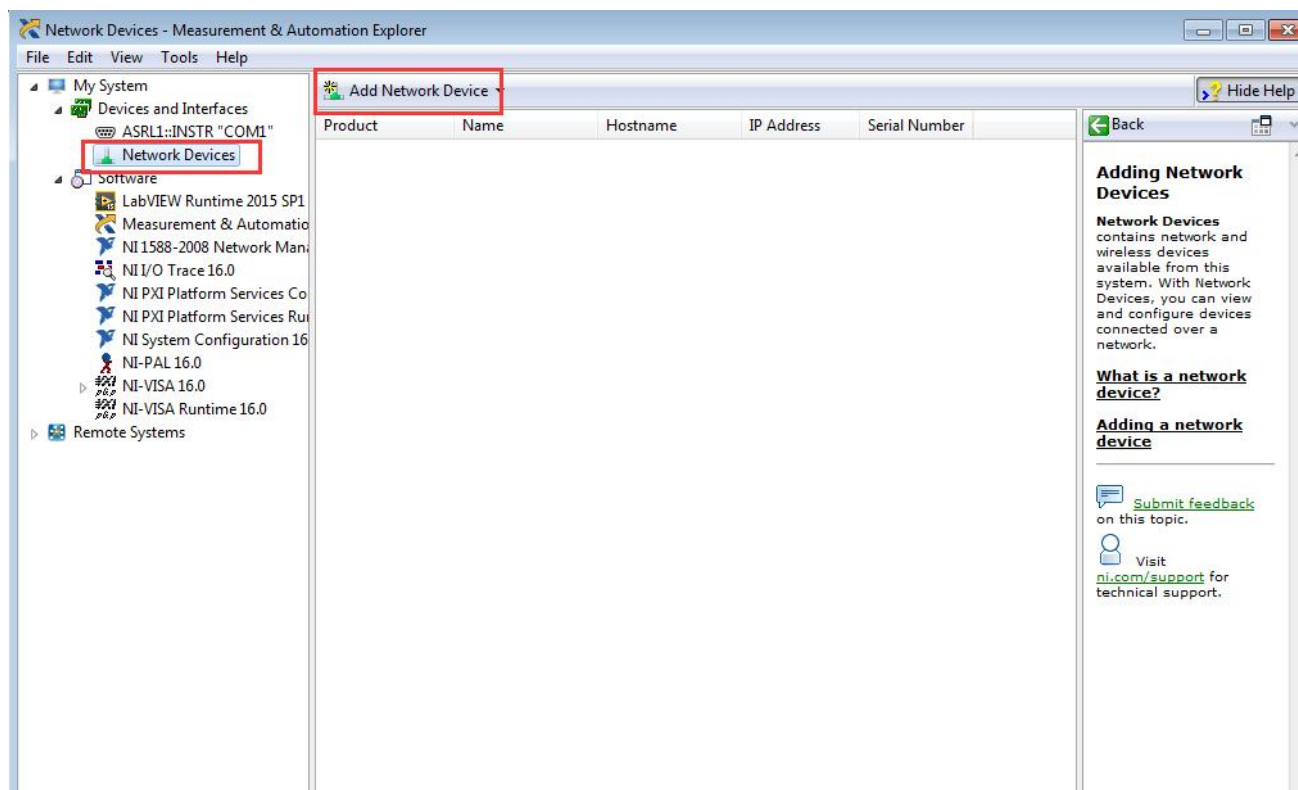 Network Devices - Measurement & Automation Explorer
File Edit View Tools Help
My System
Devices and Interfaces
ASRL1::INSTR "COM1"
Network Devices
Software
LabVIEW Runtime 2015 SP1
Measurement & Automatio
NI 1588-2008 Network Mana
NI I/O Trace 16.0
NI PXI Platform Services Co
NI PXI Platform Services Ru
NI System Configuration 16
NI-PAL 16.0
NI-VISA 16.0
NI-VISA Runtime 16.0
Remote Systems
Add Network Device
Hide Help
Product Name Hostname IP Address Serial Number
Back
Adding Network
Devices
Network Devices
contains network and
wireless devices
available from this
system. With Network
Devices, you can view
and configure devices
connected over a
network.
What is a network
device?
Adding a network
device
Submit feedback
on this topic.
Visit
ni.com/support for
technical support.